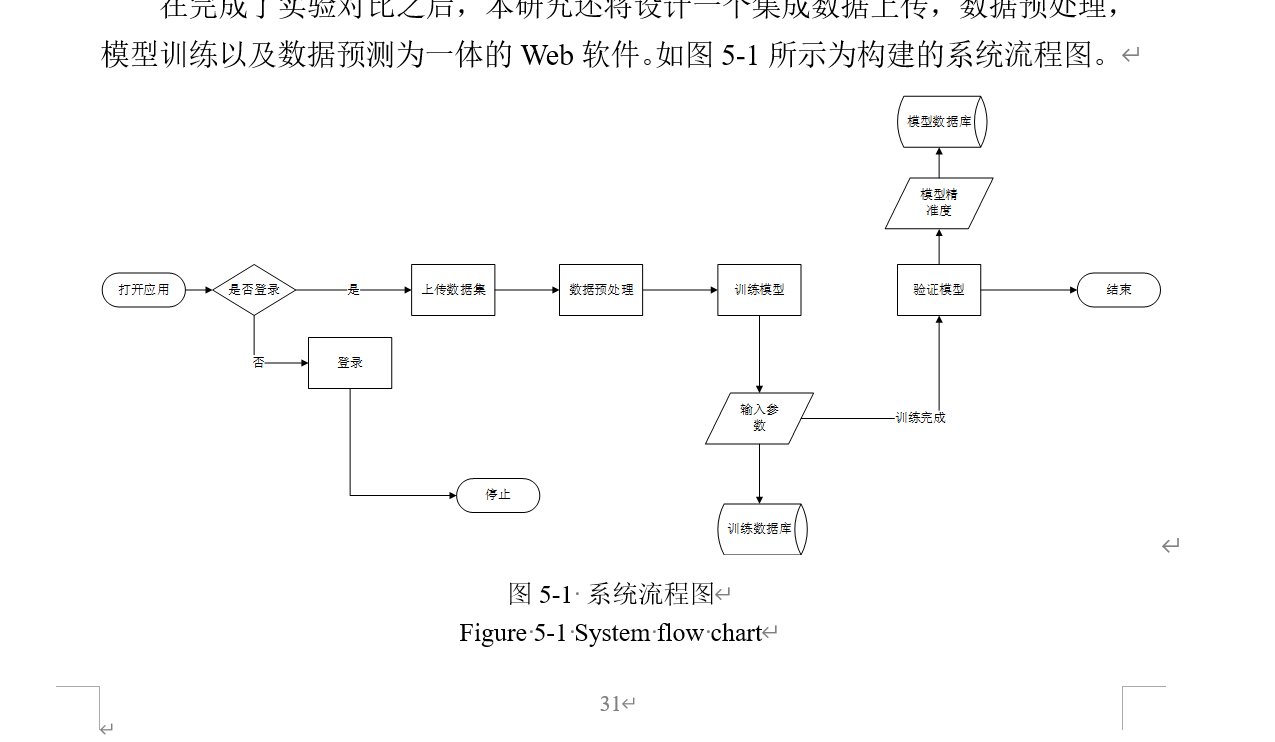 在完成了实验对比之后，本研究还将设计一个集成数据上传，数据预处理，
模型训练以及数据预测为一体的 Web 软件。如图 5-1 所示为构建的系统流程图。
模型数据库
模型精
准度
打开应用
是否登录
是
上传数据集
数据预处理
训练模型
验证模型
结束
否
登录
输入参
数
训练完成
停止
训练数据库
图 5-1 系统流程图
Figure 5-1 System flow chart
31